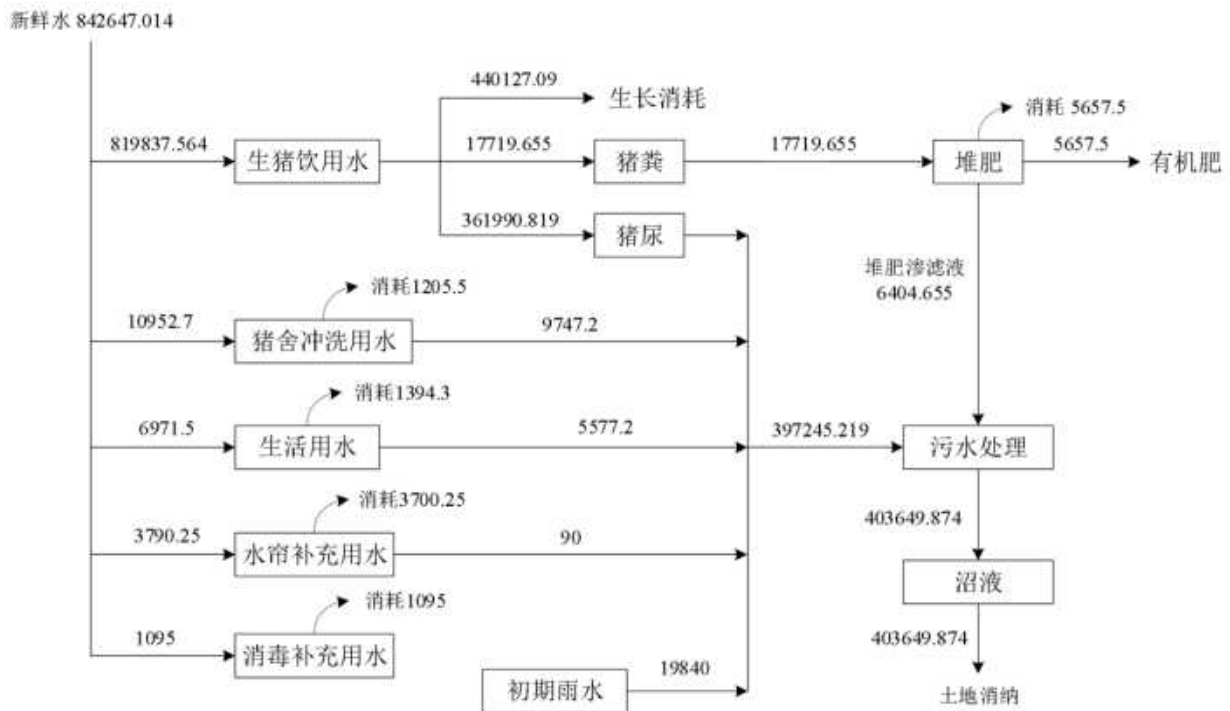 新鲜水 842647.014
440127.09
生长消耗
消耗 5657.5
819837.564
生猪饮用水
17719.655
猪粪
17719.655
堆肥
5657.5
有机肥
361990.819
猪尿
堆肥渗滤液
6404.655
消耗1205.5
10952.7
猪舍冲洗用水
9747.2
消耗1394.3
6971.5
生活用水
5577.2
397245.219
污水处理
消耗3700.25
3790.25
水帘补充用水
90
403649.874
沼液
消耗1095
1095
消毒补充用水
403649.874
初期雨水
19840
土地消纳